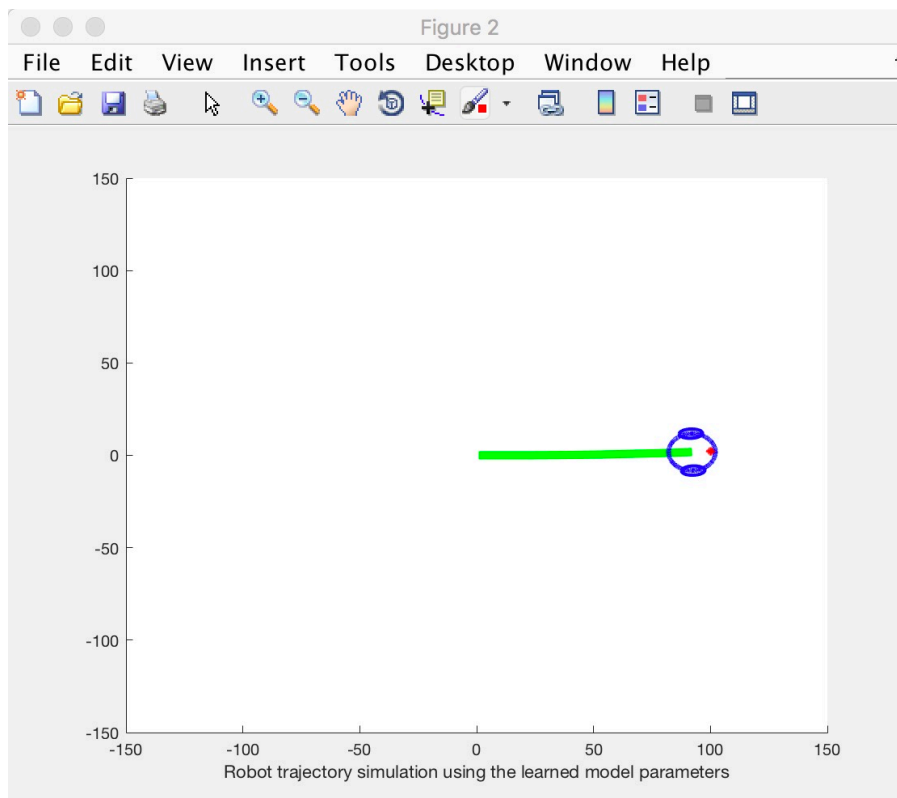 Figure 2
File Edit View Insert Tools Desktop Window Help
150
100
50
0
-50
-100
-150
-150 -100 -50 0 50 100 150
Robot trajectory simulation using the learned model parameters